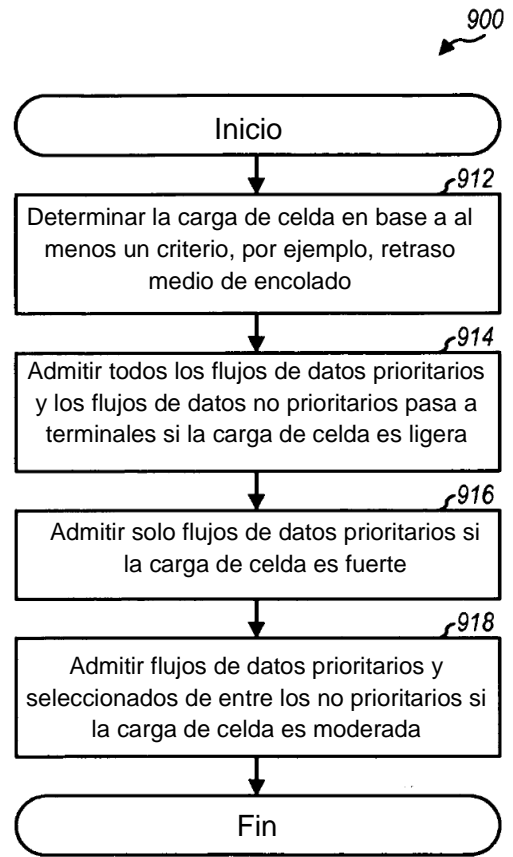 900
Inicio
912
Determinar la carga de celda en base a al
menos un criterio, por ejemplo, retraso
medio de encolado
914
Admitir todos los flujos de datos prioritarios
y los flujos de datos no prioritarios pasa a
terminales si la carga de celda es ligera
916
Admitir solo flujos de datos prioritarios si
la carga de celda es fuerte
918
Admitir flujos de datos prioritarios y
seleccionados de entre los no prioritarios si
la carga de celda es moderada
Fin